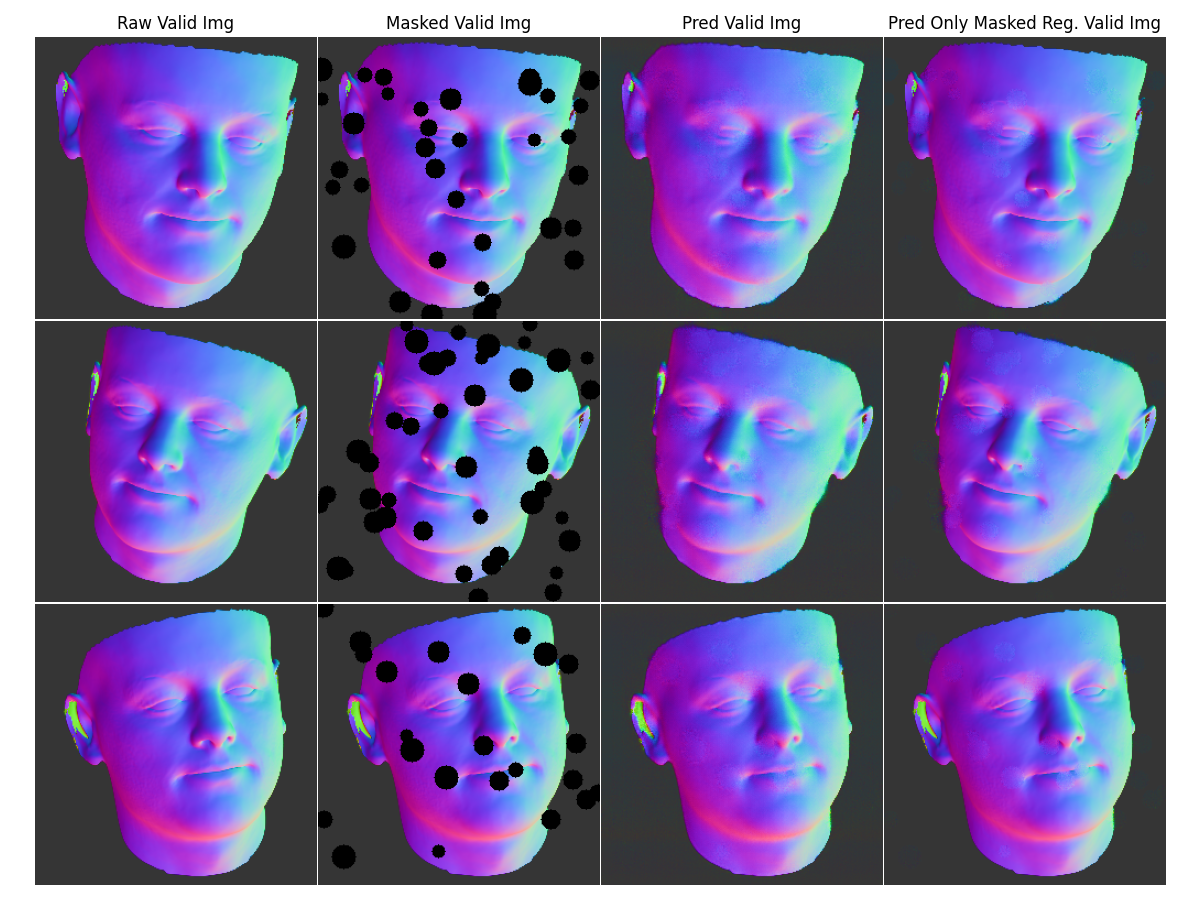 Raw Valid Img
Masked Valid Img
Pred Valid Img
Pred Only Masked Reg. Valid Img